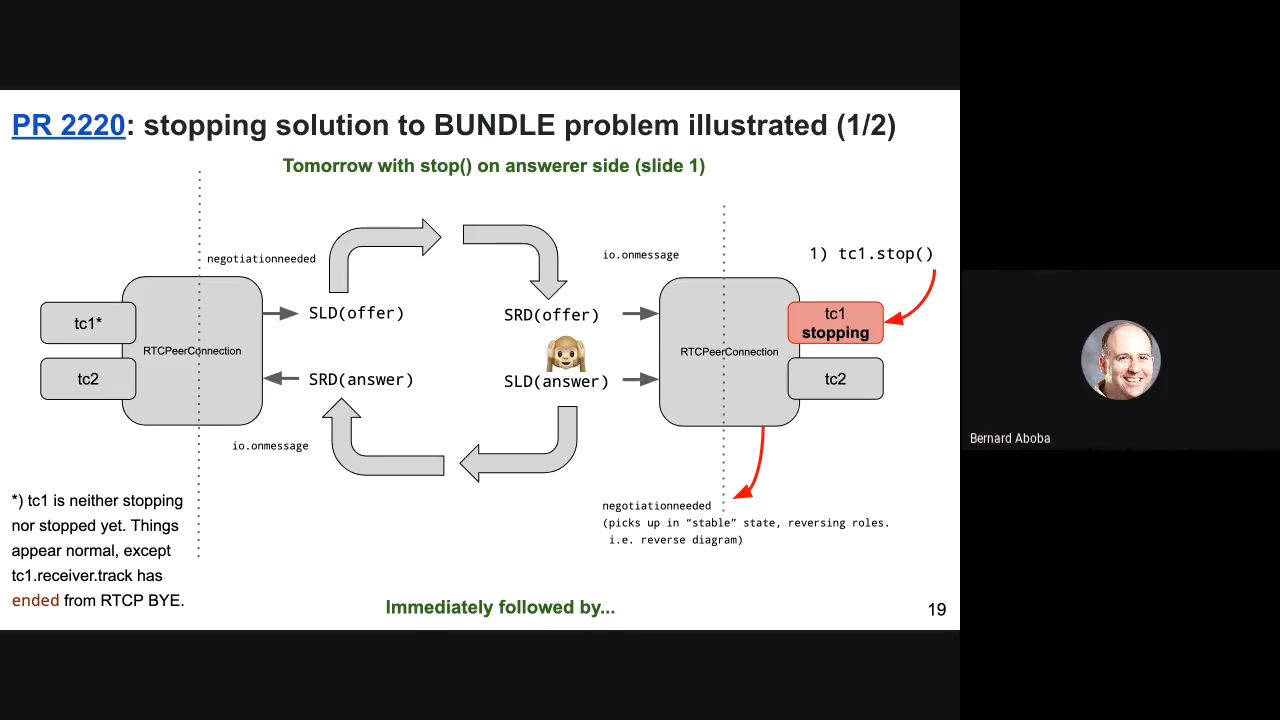 PR 2220: stopping solution to BUNDLE problem illustrated (1/2)
Tomorrow with stop() on answerer side (slide 1)
negotiationneeded
io.onmessage
1) tc1.stop()
tc1*
tc2
RTCPeerConnection
SLD(offer)
SRD(answer)
SRD(offer)
SLD(answer)
RTCPeerConnection
tc1
stopping
tc2
io.onmessage
*) tc1 is neither stopping
nor stopped yet. Things
appear normal, except
tc1.receiver.track has
ended from RTCP BYE.
negotiationneeded
(picks up in “stable” state, reversing roles.
i.e. reverse diagram)
Immediately followed by...
19
Bernard Aboba